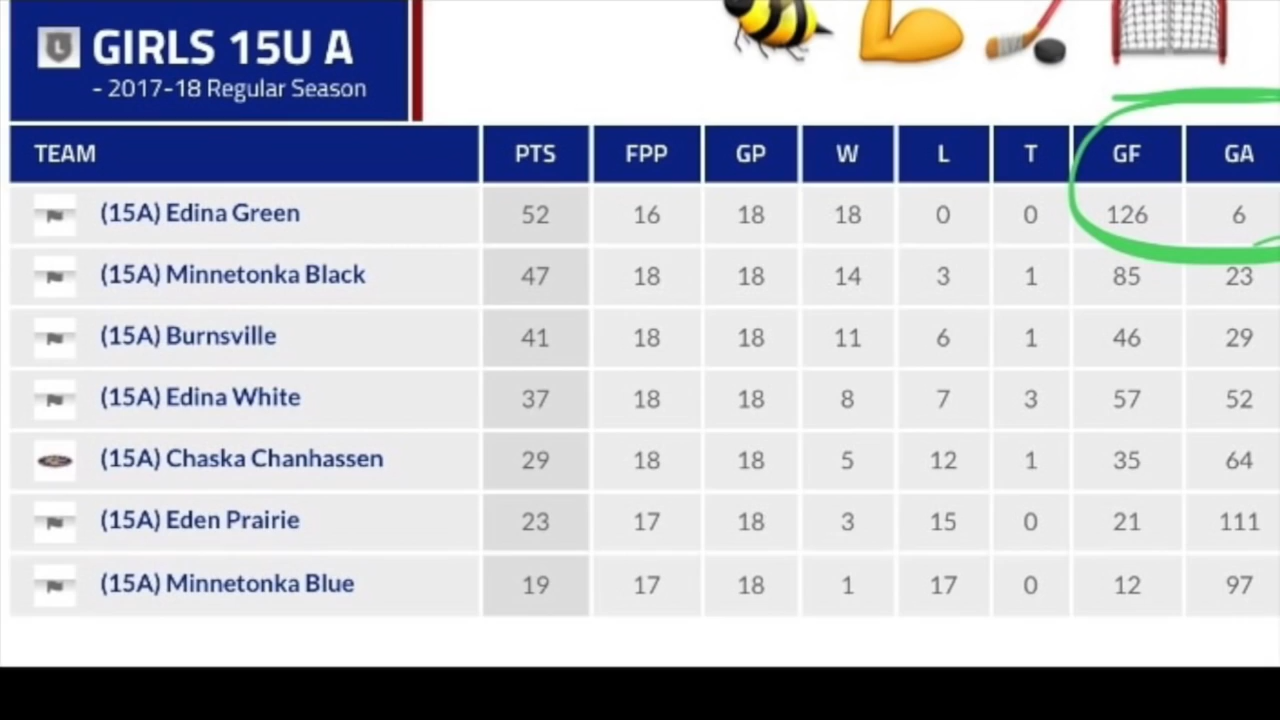 GIRLS 15U A
- 2017-18 Regular Season
TEAM PTS FPP GP W L T GF GA
(15A) Edina Green 52 16 18 18 0 0 126 6
(15A) Minnetonka Black 47 18 18 14 3 1 85 23
(15A) Burnsville 41 18 18 11 6 1 46 29
(15A) Edina White 37 18 18 8 7 3 57 52
(15A) Chaska Chanhassen 29 18 18 5 12 1 35 64
(15A) Eden Prairie 23 17 18 3 15 0 21 111
(15A) Minnetonka Blue 19 17 18 1 17 0 12 97